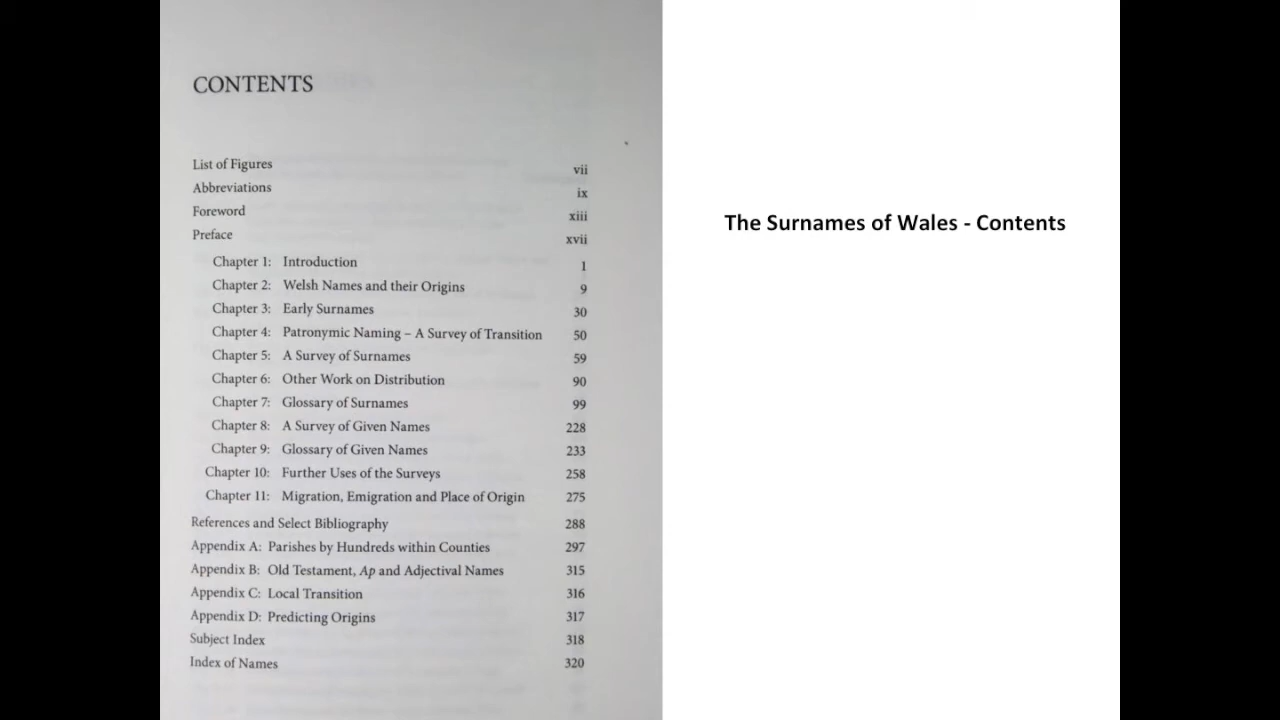 CONTENTS
List of Figures vii
Abbreviations ix
Foreword xiii
Preface xvii
Chapter 1: Introduction 1
Chapter 2: Welsh Names and their Origins 9
Chapter 3: Early Surnames 30
Chapter 4: Patronymic Naming – A Survey of Transition 50
Chapter 5: A Survey of Surnames 59
Chapter 6: Other Work on Distribution 90
Chapter 7: Glossary of Surnames 99
Chapter 8: A Survey of Given Names 228
Chapter 9: Glossary of Given Names 233
Chapter 10: Further Uses of the Surveys 258
Chapter 11: Migration, Emigration and Place of Origin 275
References and Select Bibliography 288
Appendix A: Parishes by Hundreds within Counties 297
Appendix B: Old Testament, Ap and Adjectival Names 315
Appendix C: Local Transition 316
Appendix D: Predicting Origins 317
Subject Index 318
Index of Names 320
The Surnames of Wales - Contents